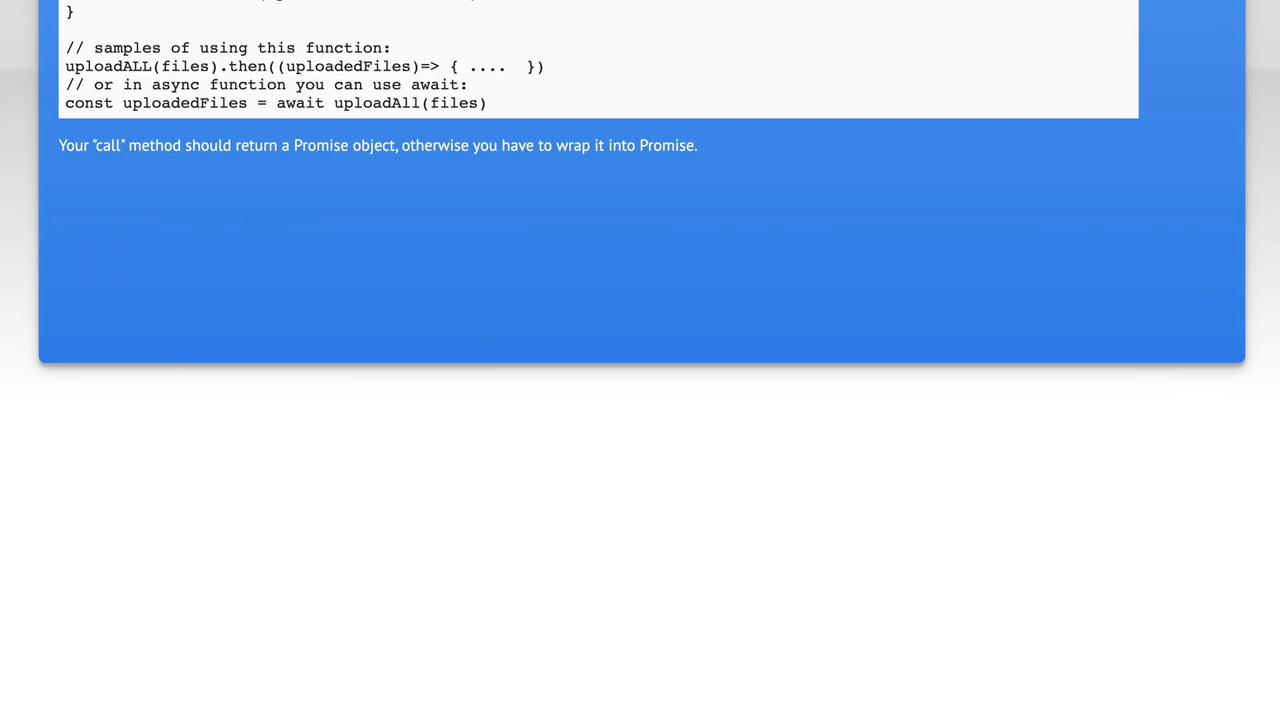 }
// samples of using this function:
uploadALL(files).then((uploadedFiles)=> { ....  })
// or in async function you can use await:
const uploadedFiles = await uploadAll(files)
Your "call" method should return a Promise object, otherwise you have to wrap it into Promise.